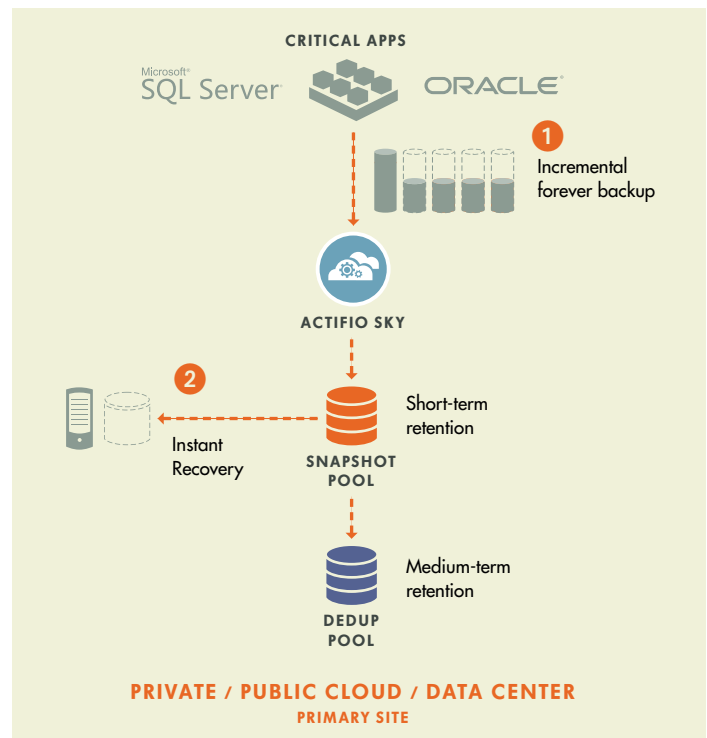 CRITICAL APPS
Microsoft®
SQL Server
ORACLE®
1
Incremental
forever backup
ACTIFIO SKY
2
Instant
Recovery
Short-term
retention
SNAPSHOT
POOL
Medium-term
retention
DEDUP
POOL
PRIVATE / PUBLIC CLOUD / DATA CENTER
PRIMARY SITE